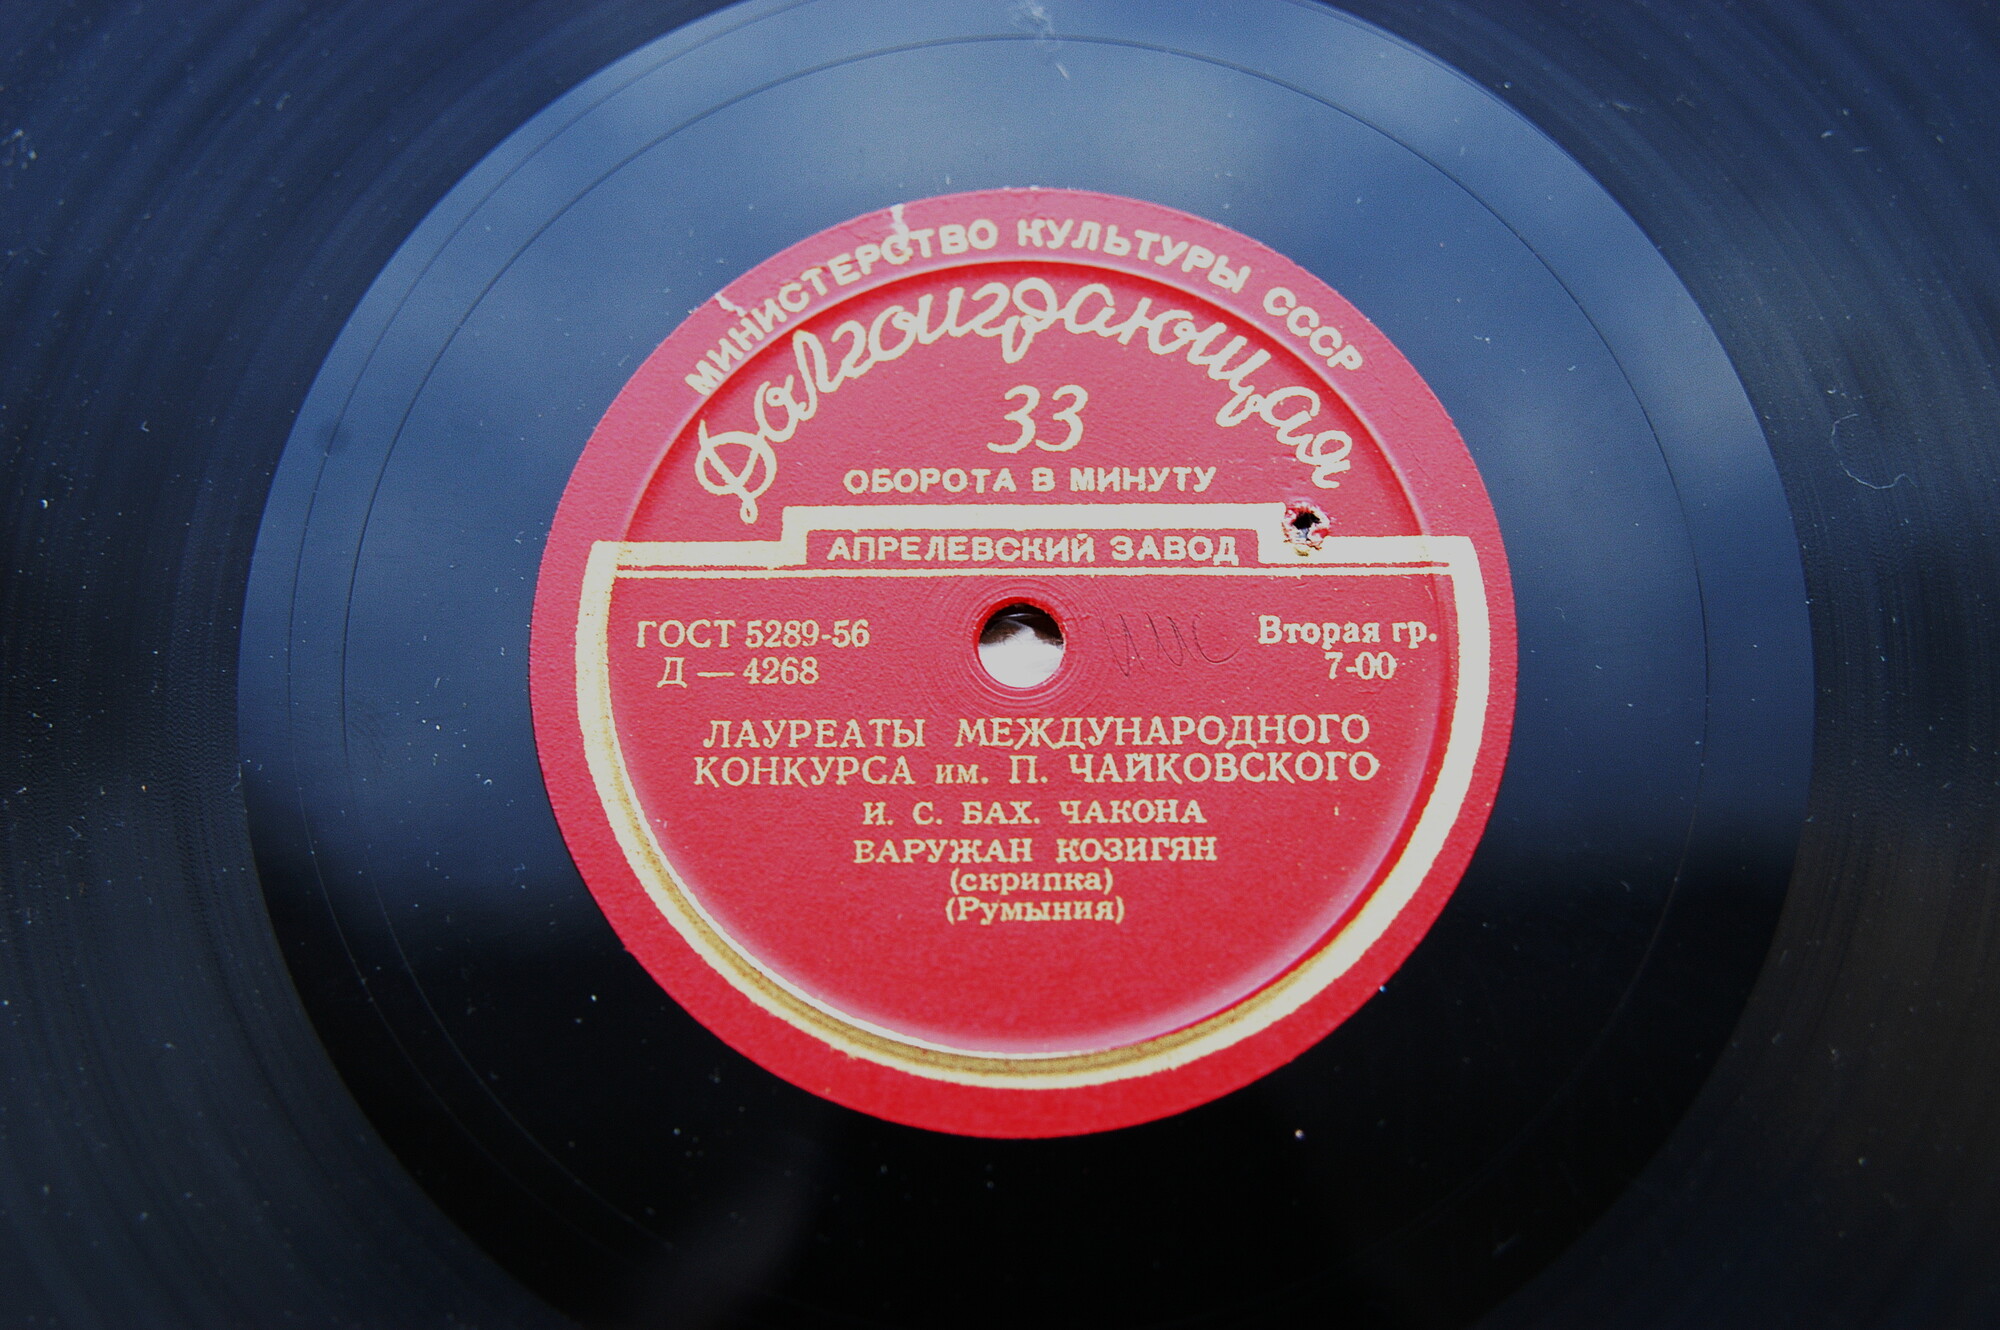 МИНИСТЕРСТВО КУЛЬТУРЫ СССР
Долгоиграющая
33
ОБОРОТА В МИНУТУ
АПРЕЛЕВСКИЙ ЗАВОД
ГОСТ 5289-56
Д — 4268
Вторая гр.
7-00
ЛАУРЕАТЫ МЕЖДУНАРОДНОГО
КОНКУРСА им. П. ЧАЙКОВСКОГО
И. С. БАХ. ЧАКОНА
ВАРУЖАН КОЗИГЯН
(скрипка)
(Румыния)